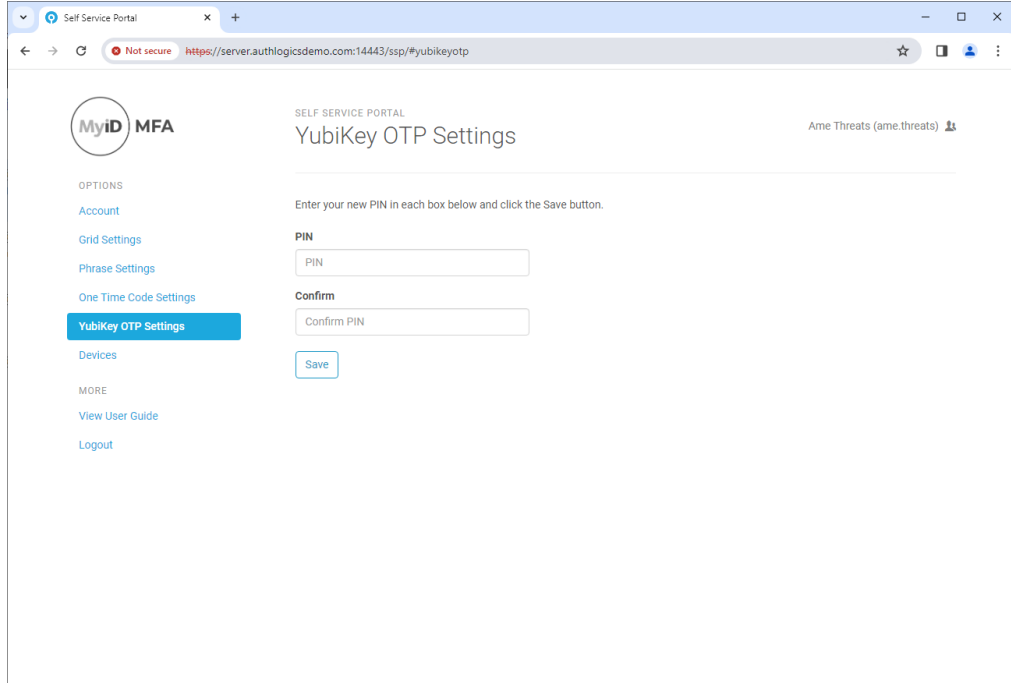 Self Service Portal
Not secure https://server.authlogicsdemo.com:14443/ssp/#yubikeyotp
MyiD MFA
SELF SERVICE PORTAL
YubiKey OTP Settings
Ame Threats (ame.threats)
OPTIONS
Account
Grid Settings
Phrase Settings
One Time Code Settings
YubiKey OTP Settings
Devices
MORE
View User Guide
Logout
Enter your new PIN in each box below and click the Save button.
PIN
PIN
Confirm
Confirm PIN
Save